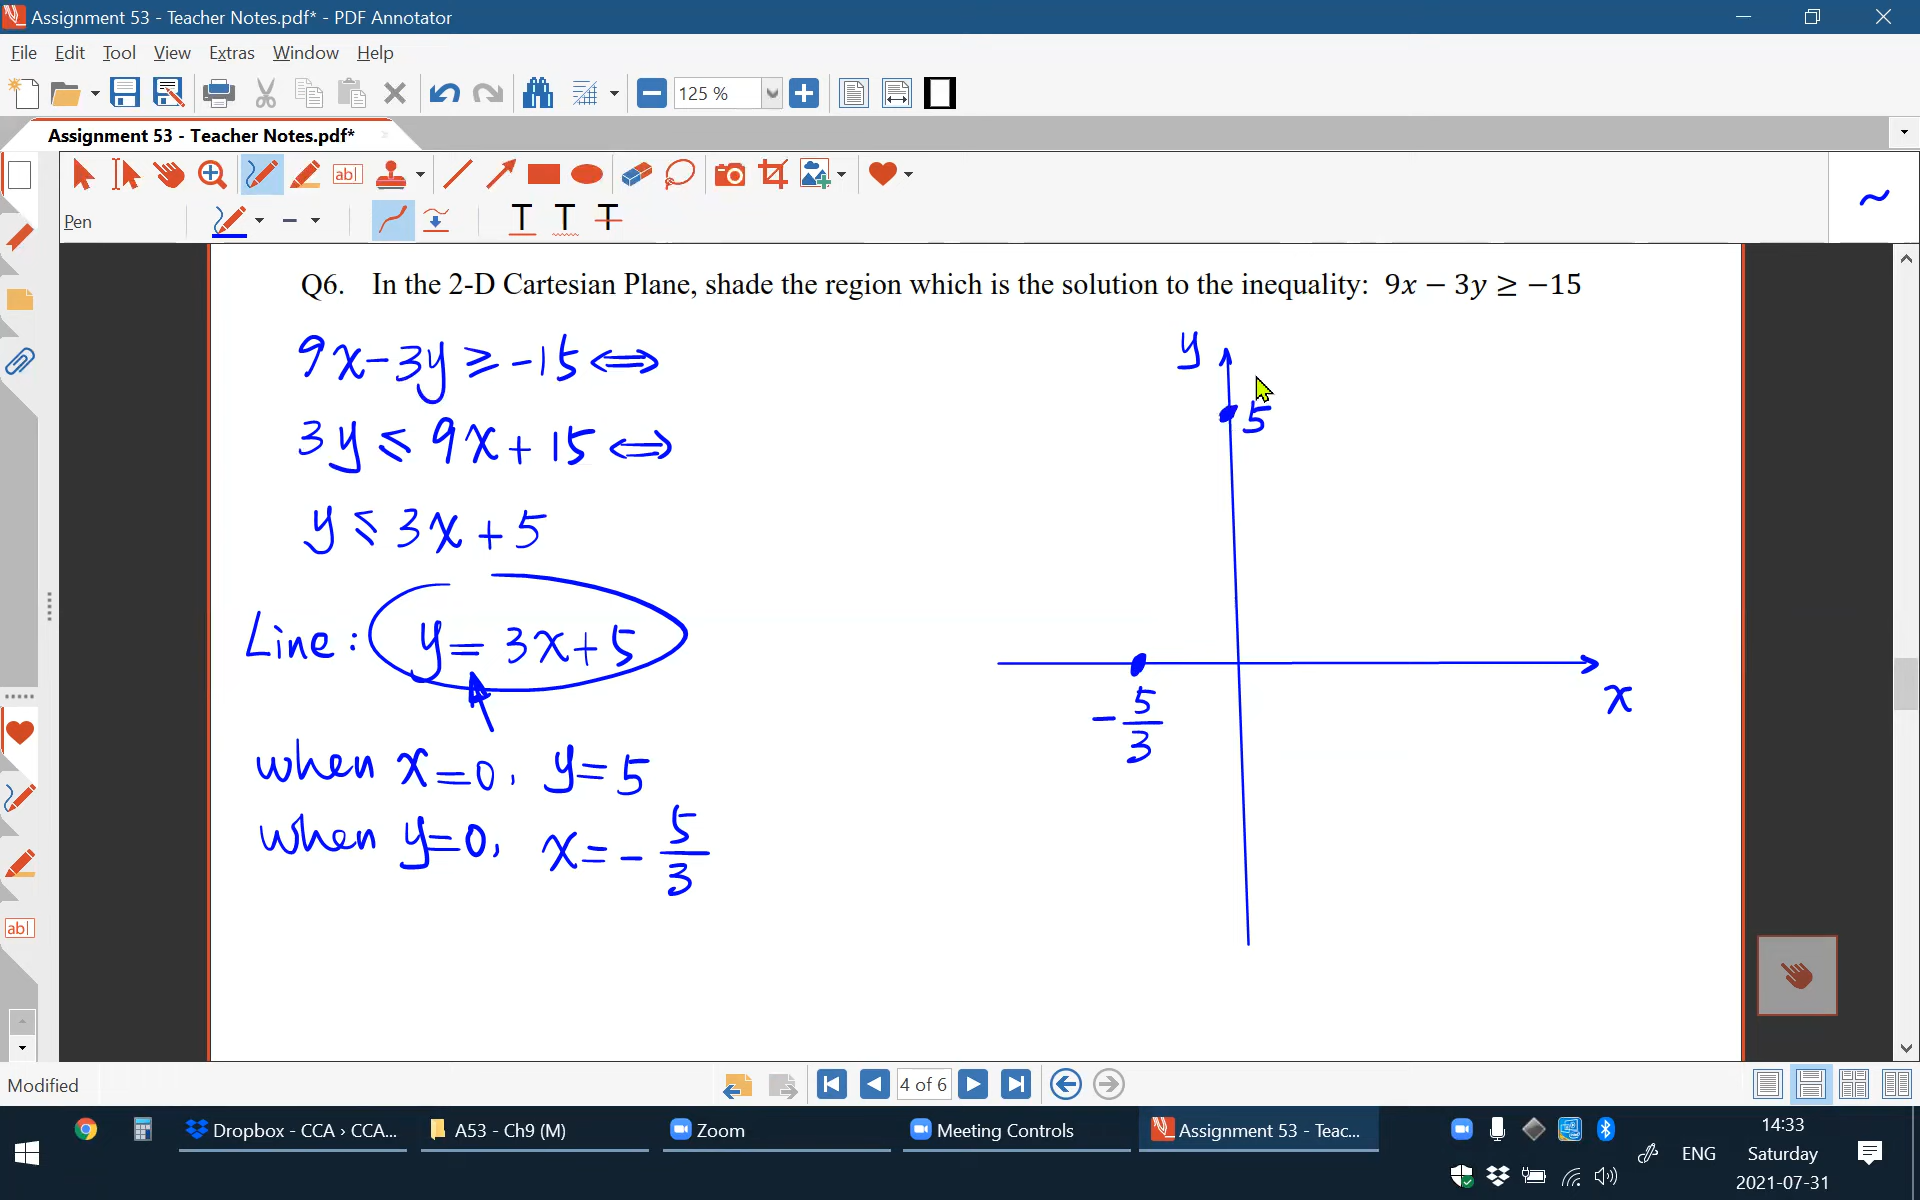 Assignment 53 - Teacher Notes.pdf* - PDF Annotator
File Edit Tool View Extras Window Help
125 %
Assignment 53 - Teacher Notes.pdf*
ab|
Pen
T T T
Q6. In the 2-D Cartesian Plane, shade the region which is the solution to the inequality: 9x − 3y ≥ −15
9x-3y ≥ -15 ⟺
3y ≤ 9x + 15 ⟺
y ≤ 3x + 5
Line: y = 3x+5
when x=0, y=5
when y=0, x= - 5/3
y
5
x
- 5/3
ab|
Modified
4 of 6
Dropbox - CCA › CCA...
A53 - Ch9 (M)
Zoom
Meeting Controls
Assignment 53 - Teac...
ENG
14:33
Saturday
2021-07-31